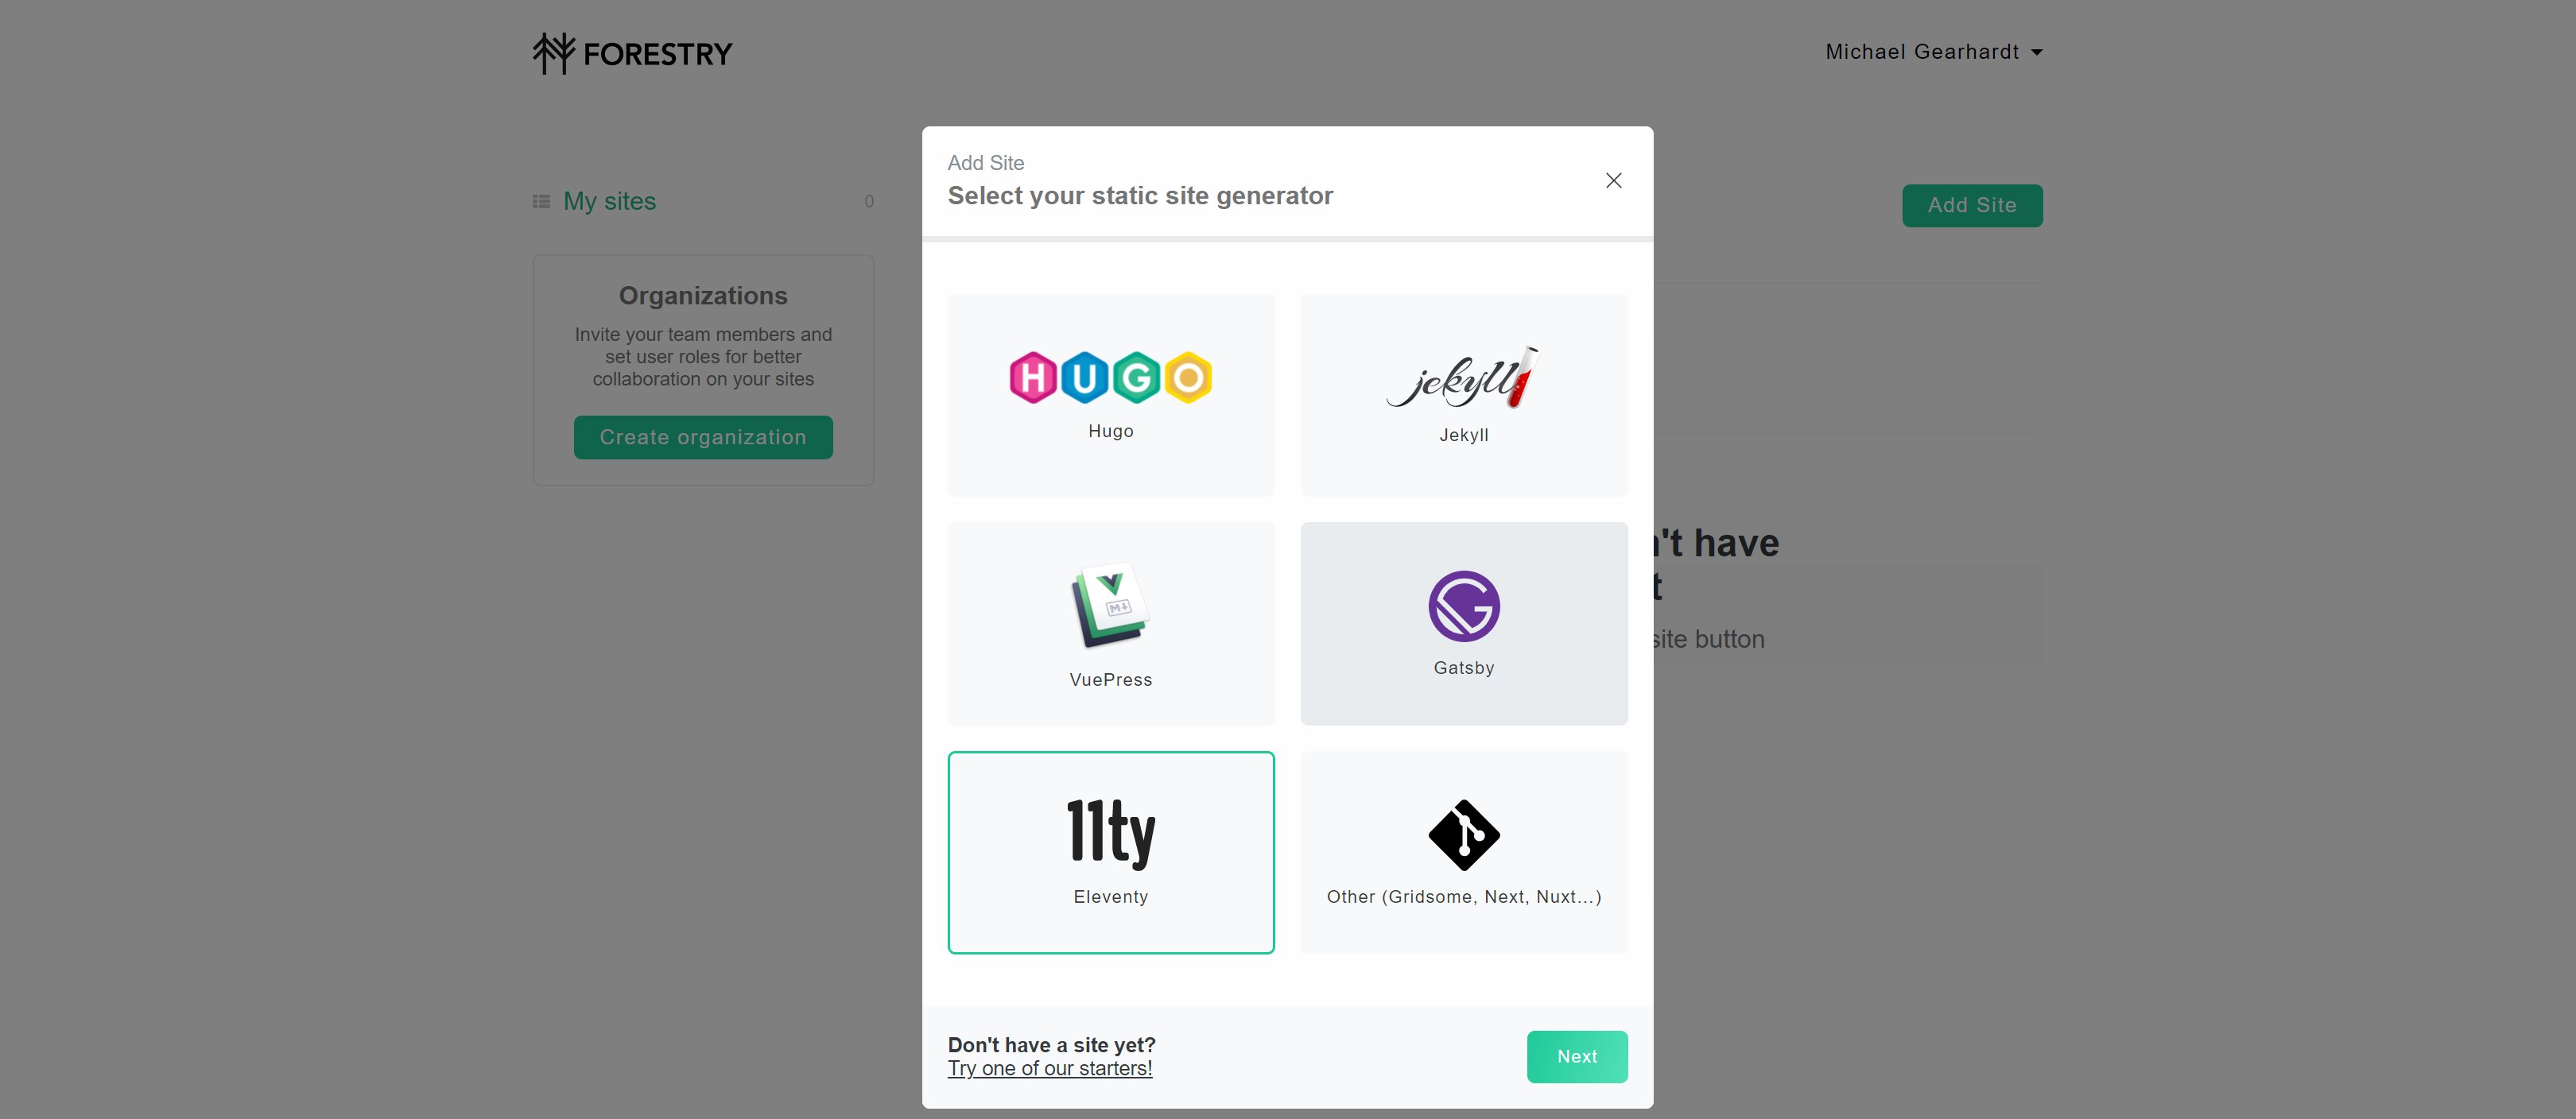 FORESTRY
Michael Gearhardt
My sites
0
Add Site
Organizations
Invite your team members and
set user roles for better
collaboration on your sites
Create organization
Add Site
Select your static site generator
HUGO
Hugo
jekyll
Jekyll
M
VuePress
Gatsby
11ty
Eleventy
Other (Gridsome, Next, Nuxt...)
't have
t
site button
Don't have a site yet?
Try one of our starters!
Next